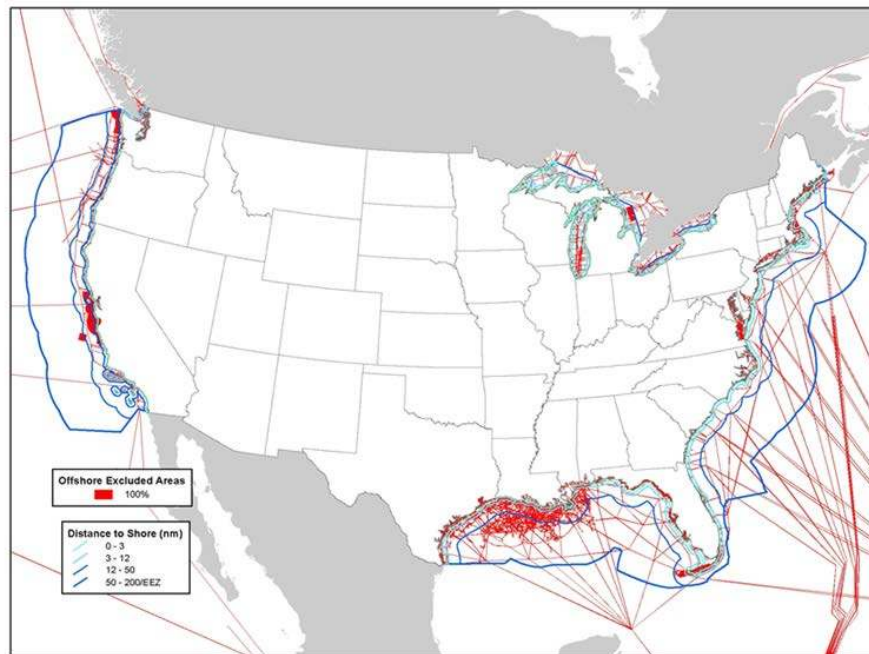 Offshore Excluded Areas
100%
Distance to Shore (nm)
0 - 3
3 - 12
12 - 50
50 - 200/EEZ